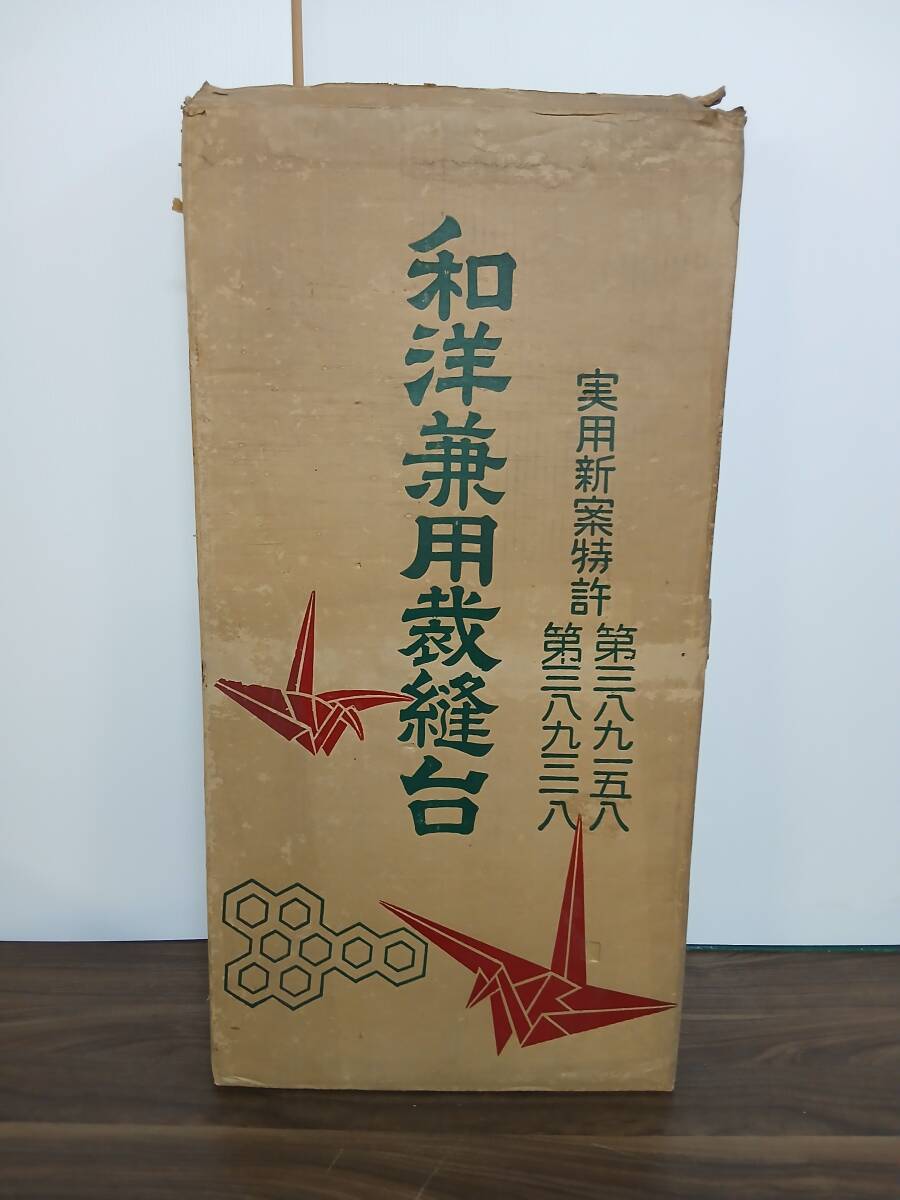 実用新案特許
第三八九一五八
第三八九三一八
和洋兼用裁縫台